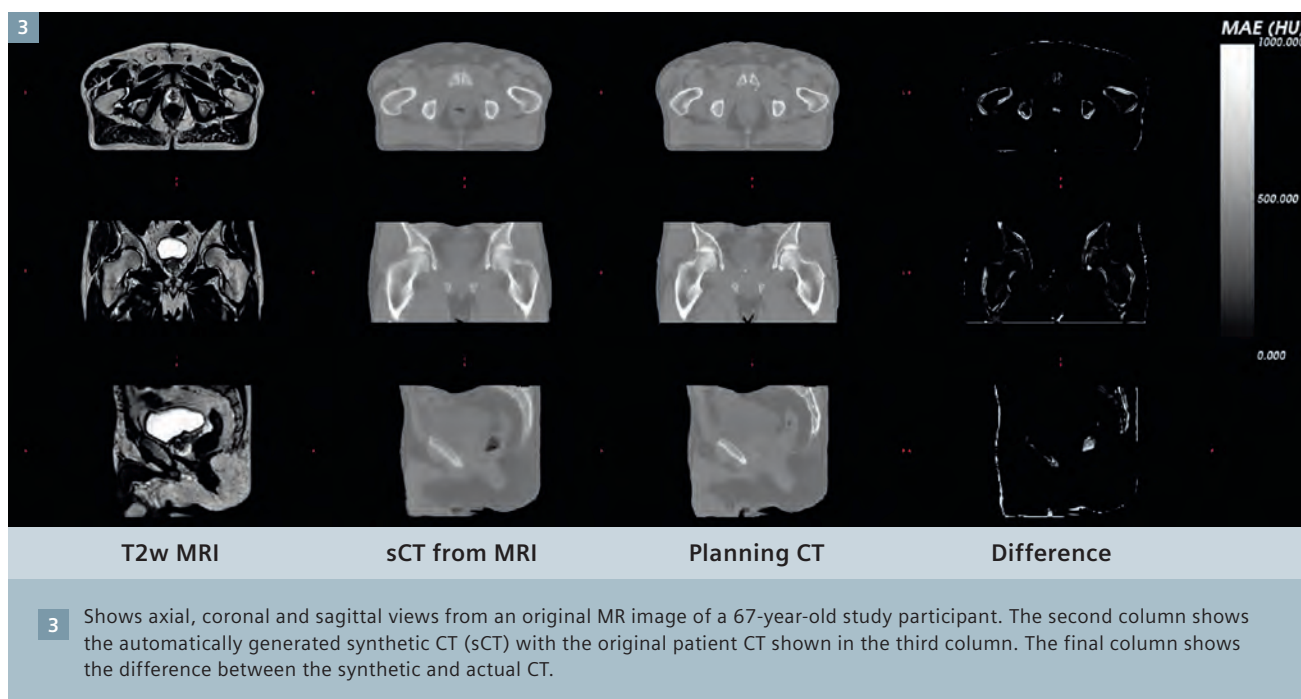 3
MAE (HU)
1000.000
500.000
0.000
T2w MRI
sCT from MRI
Planning CT
Difference
3
Shows axial, coronal and sagittal views from an original MR image of a 67-year-old study participant. The second column shows
the automatically generated synthetic CT (sCT) with the original patient CT shown in the third column. The final column shows
the difference between the synthetic and actual CT.